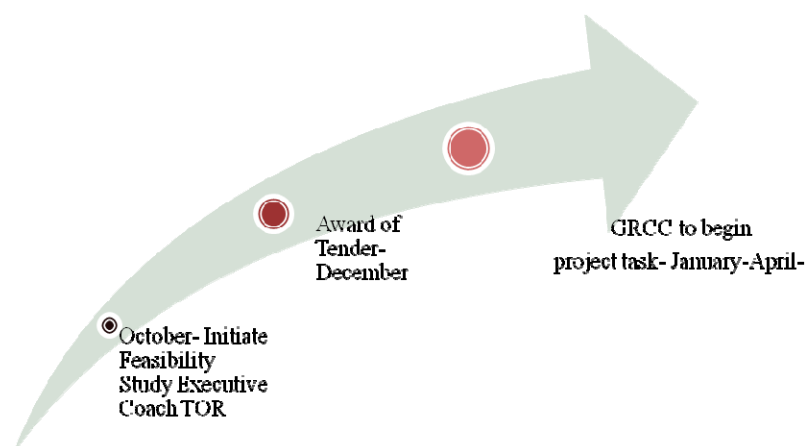 October- Initiate
Feasibility
Study Executive
Coach TOR
Award of
Tender-
December
GRCC to begin
project task- January-April-